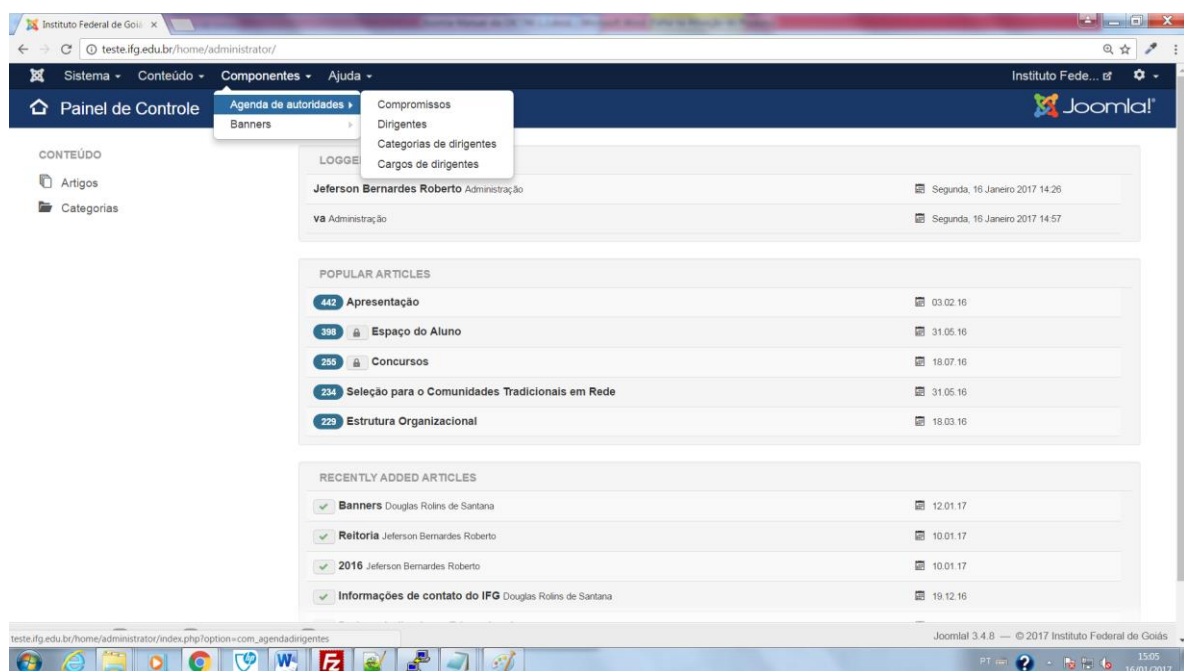 Instituto Federal de Goiá
teste.ifg.edu.br/home/administrator/
Sistema Conteúdo Componentes Ajuda Instituto Fede...
Painel de Controle Joomla!
Agenda de autoridades
Banners
Compromissos
Dirigentes
Categorias de dirigentes
Cargos de dirigentes
CONTEÚDO
Artigos
Categorias
LOGGE
Jeferson Bernardes Roberto Administração Segunda, 16 Janeiro 2017 14:26
va Administração Segunda, 16 Janeiro 2017 14:57
POPULAR ARTICLES
442 Apresentação 03.02.16
398 Espaço do Aluno 31.05.16
255 Concursos 18.07.16
234 Seleção para o Comunidades Tradicionais em Rede 31.05.16
229 Estrutura Organizacional 18.03.16
RECENTLY ADDED ARTICLES
Banners Douglas Rolins de Santana 12.01.17
Reitoria Jeferson Bernardes Roberto 10.01.17
2016 Jeferson Bernardes Roberto 10.01.17
Informações de contato do IFG Douglas Rolins de Santana 19.12.16
teste.ifg.edu.br/home/administrator/index.php?option=com_agendadirigentes
Joomla! 3.4.8 — © 2017 Instituto Federal de Goiás
PT 15:05
16/01/2017